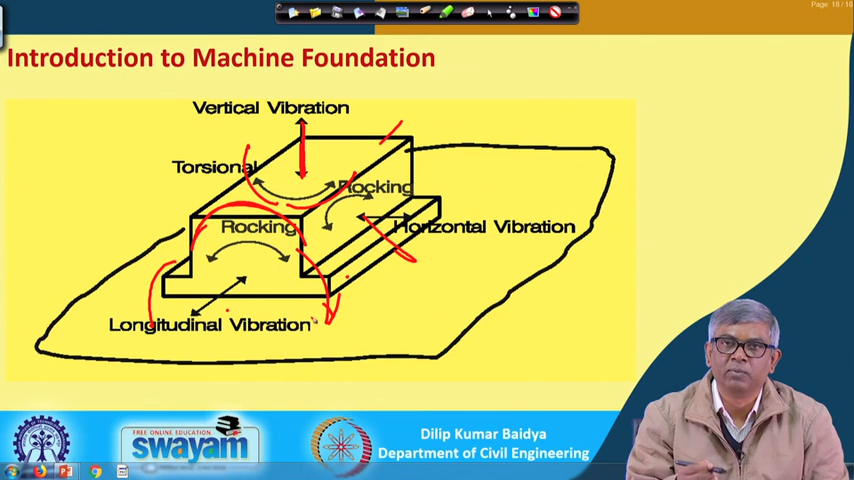 Page: 18 / 18
Introduction to Machine Foundation
Vertical Vibration
Torsional
Rocking
Rocking
Horizontal Vibration
Longitudinal Vibration
FREE ONLINE EDUCATION
swayam
Dilip Kumar Baidya
Department of Civil Engineering